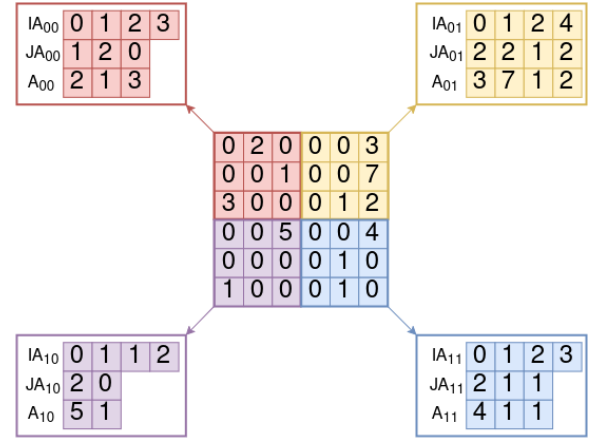 IA00 0 1 2 3
JA00 1 2 0
A00 2 1 3
IA01 0 1 2 4
JA01 2 2 1 2
A01 3 7 1 2
0 2 0 0 0 3
0 0 1 0 0 7
3 0 0 0 1 2
0 0 5 0 0 4
0 0 0 0 1 0
1 0 0 0 1 0
IA10 0 1 1 2
JA10 2 0
A10 5 1
IA11 0 1 2 3
JA11 2 1 1
A11 4 1 1